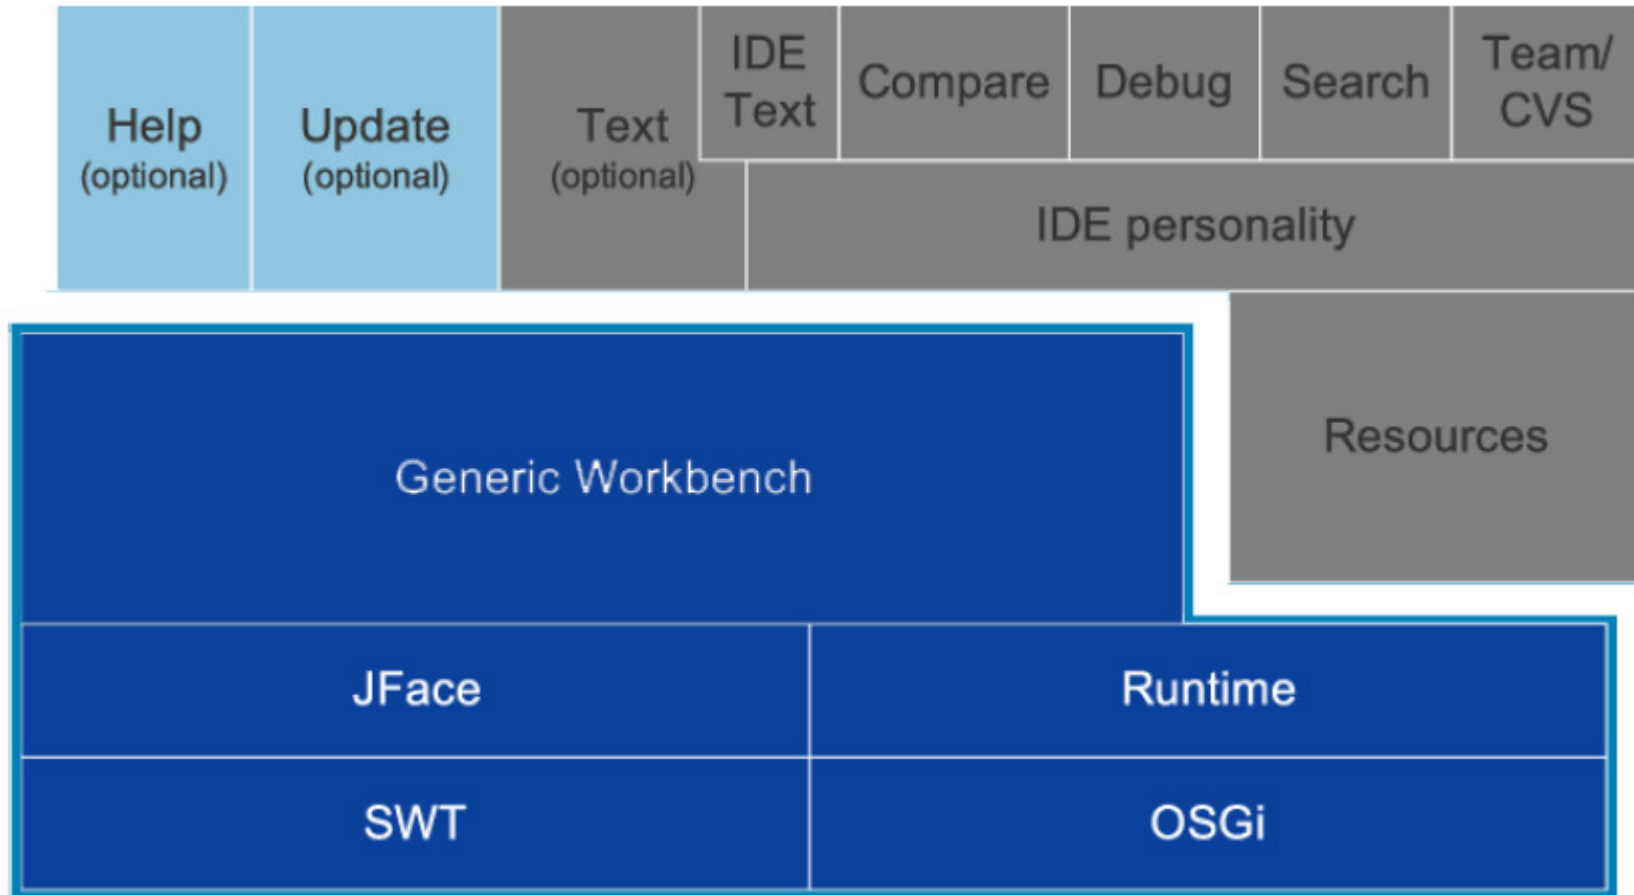 Help
(optional)
Update
(optional)
Text
(optional)
IDE
Text
Compare
Debug
Search
Team/
CVS
IDE personality
Resources
Generic Workbench
JFace
Runtime
SWT
OSGi